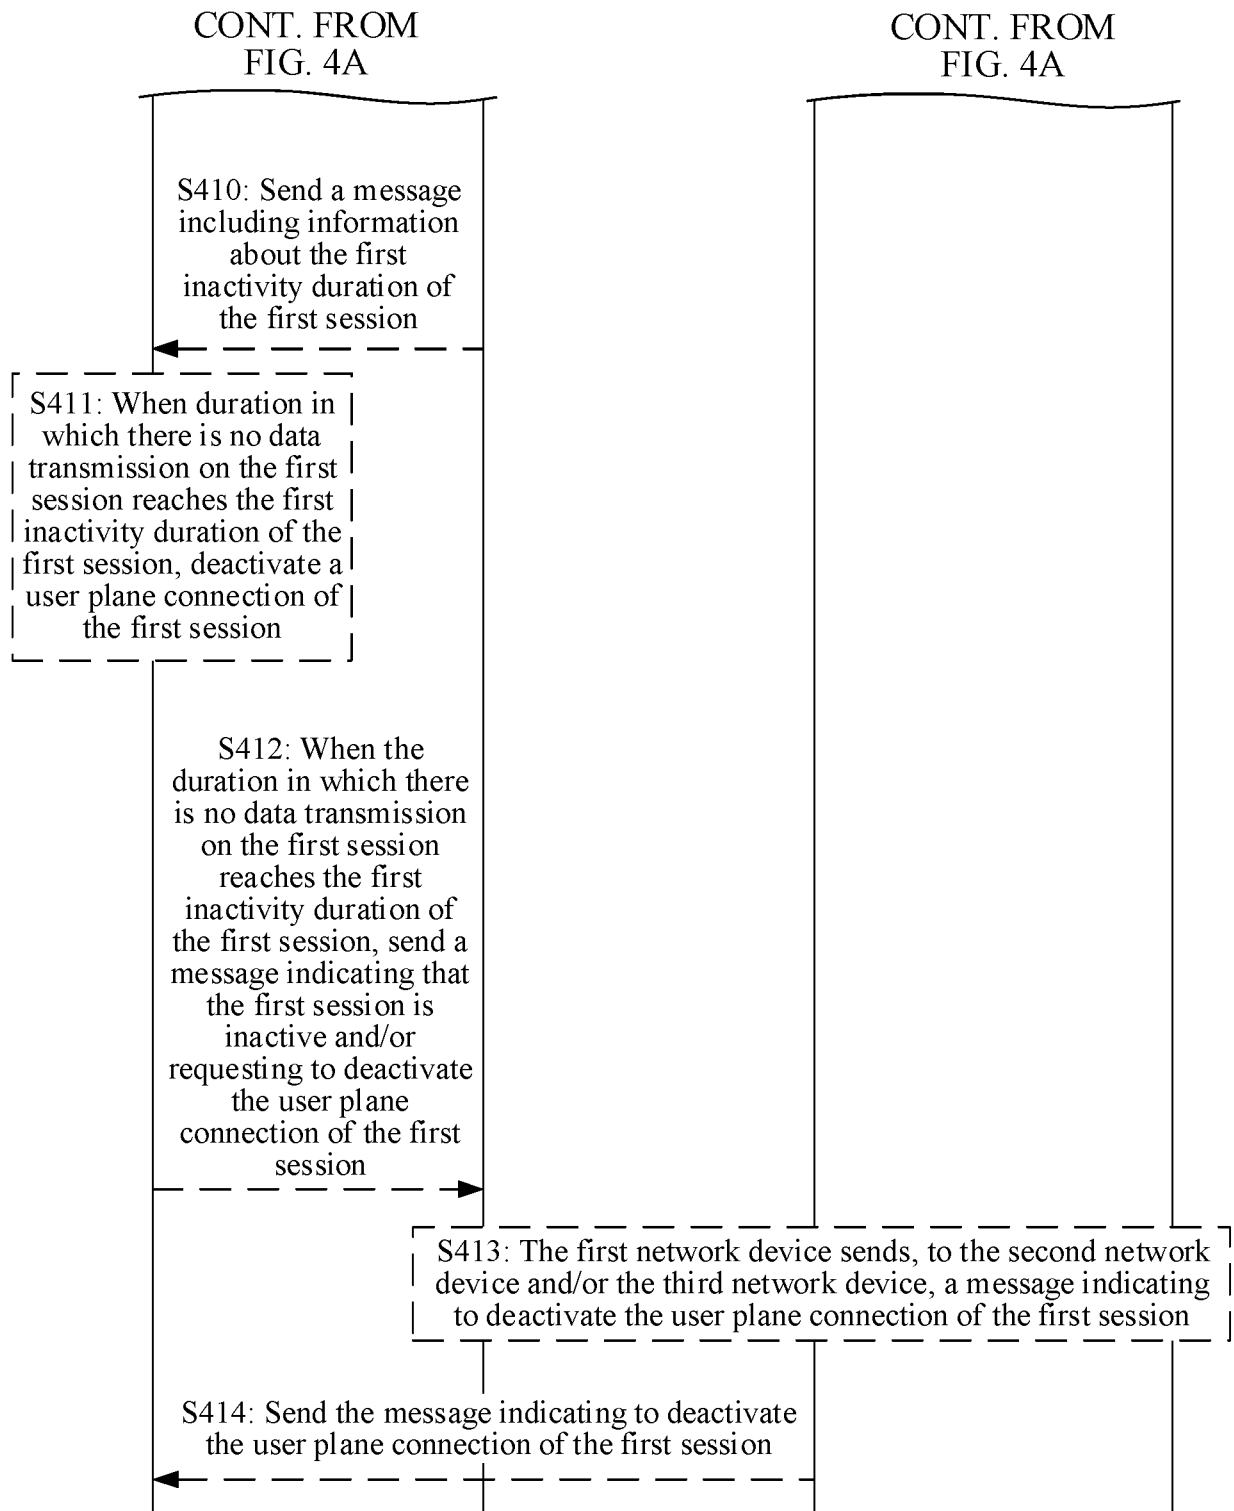 CONT. FROM
FIG. 4A
CONT. FROM
FIG. 4A
S410: Send a message
including information
about the first
inactivity duration of
the first session
S411: When duration in
which there is no data
transmission on the first
session reaches the first
inactivity duration of the
first session, deactivate a
user plane connection of
the first session
S412: When the
duration in which there
is no data transmission
on the first session
reaches the first
inactivity duration of
the first session, send a
message indicating that
the first session is
inactive and/or
requesting to deactivate
the user plane
connection of the first
session
S413: The first network device sends, to the second network
device and/or the third network device, a message indicating
to deactivate the user plane connection of the first session
S414: Send the message indicating to deactivate
the user plane connection of the first session